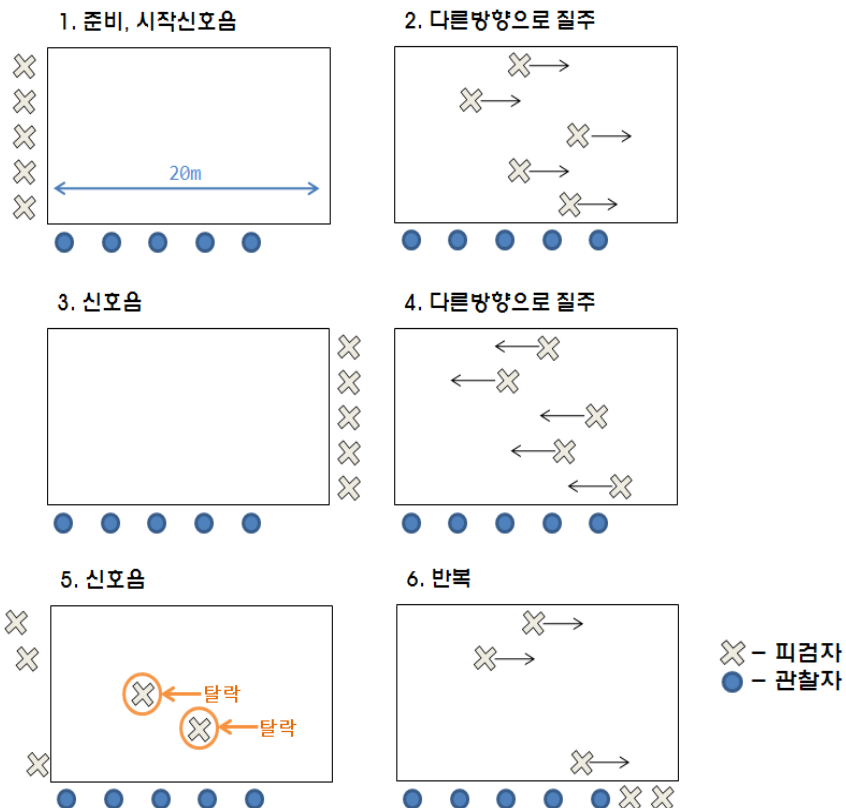 1. 준비, 시작신호음
2. 다른방향으로 질주
20m
3. 신호음
4. 다른방향으로 질주
5. 신호음
6. 반복
탈락
탈락
- 피검자
- 관찰자